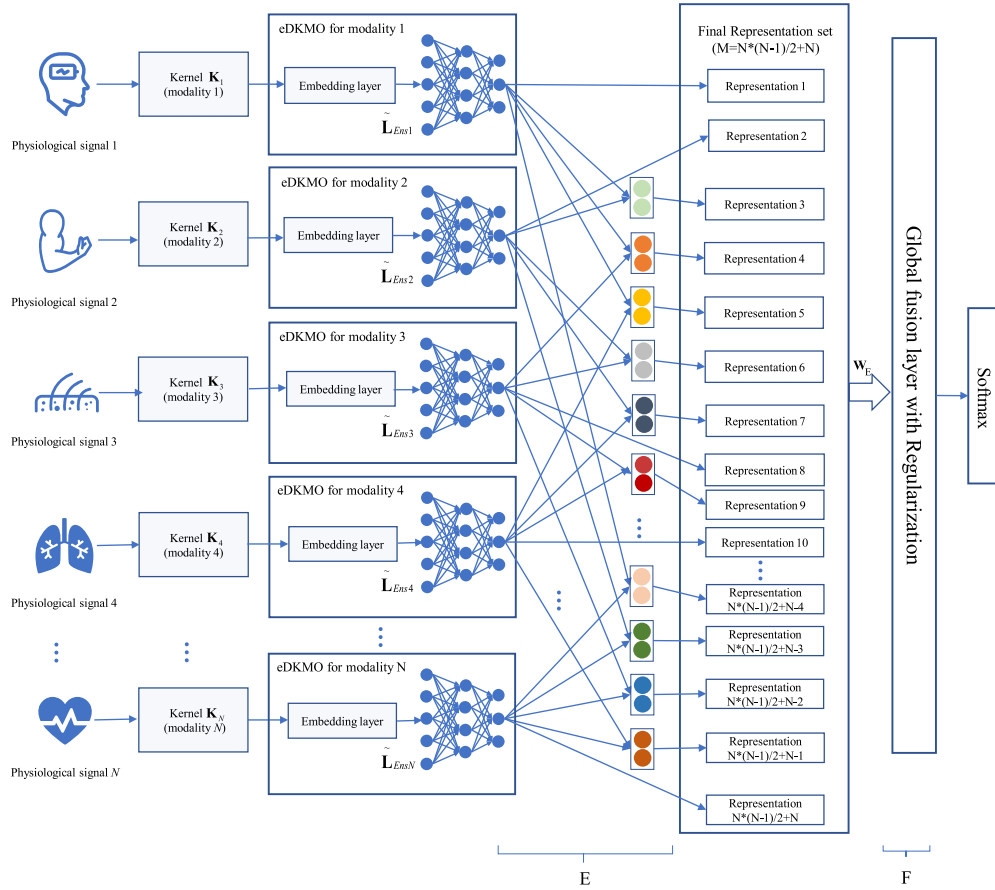 eDKMO for modality 1
Kernel K1
(modality 1)
Embedding layer
L̃Ens1
Physiological signal 1
eDKMO for modality 2
Kernel K2
(modality 2)
Embedding layer
L̃Ens2
Physiological signal 2
eDKMO for modality 3
Kernel K3
(modality 3)
Embedding layer
L̃Ens3
Physiological signal 3
eDKMO for modality 4
Kernel K4
(modality 4)
Embedding layer
L̃Ens4
Physiological signal 4
eDKMO for modality N
Kernel KN
(modality N)
Embedding layer
L̃EnsN
Physiological signal N
Final Representation set
(M=N*(N-1)/2+N)
Representation 1
Representation 2
Representation 3
Representation 4
Representation 5
Representation 6
Representation 7
Representation 8
Representation 9
Representation 10
Representation
N*(N-1)/2+N-4
Representation
N*(N-1)/2+N-3
Representation
N*(N-1)/2+N-2
Representation
N*(N-1)/2+N-1
Representation
N*(N-1)/2+N
WE
Global fusion layer with Regularization
Softmax
E
F